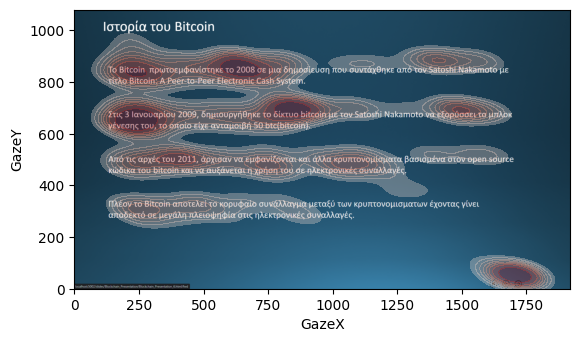 Ιστορία του Bitcoin
Το Bitcoin πρωτοεμφανίστηκε το 2008 σε μια δημοσίευση που συντάχθηκε από τον Satoshi Nakamoto με
τίτλο Bitcoin: A Peer-to-Peer Electronic Cash System.
Στις 3 Ιανουαρίου 2009, δημιουργήθηκε το δίκτυο bitcoin με τον Satoshi Nakamoto να εξορύσσει το μπλοκ
γένεσης του, το οποίο είχε ανταμοιβή 50 btc(bitcoin).
Από τις αρχές του 2011, άρχισαν να εμφανίζονται και άλλα κρυπτονομίσματα βασισμένα στον open source
κώδικα του bitcoin και να αυξάνεται η χρήση του σε ηλεκτρονικές συναλλαγές.
Πλέον το Bitcoin αποτελεί το κορυφαίο συνάλλαγμα μεταξύ των κρυπτονομισματων έχοντας γίνει
αποδεκτό σε μεγάλη πλειοψηφία στις ηλεκτρονικές συναλλαγές.
GazeY
1000
800
600
400
200
0
0 250 500 750 1000 1250 1500 1750
GazeX